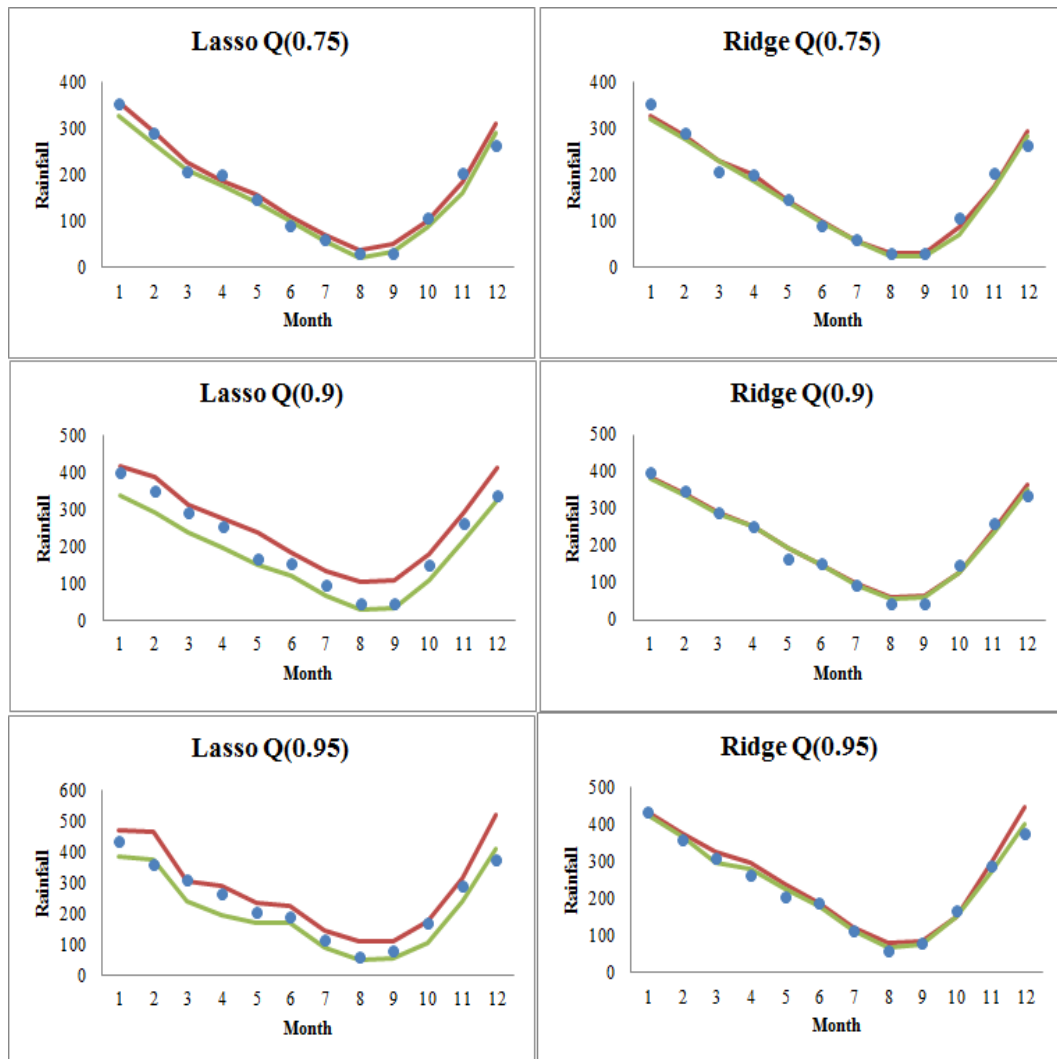 Lasso Q(0.75)
400
300
200
100
0
Rainfall
1 2 3 4 5 6 7 8 9 10 11 12
Month
Ridge Q(0.75)
400
300
200
100
0
Rainfall
1 2 3 4 5 6 7 8 9 10 11 12
Month
Lasso Q(0.9)
500
400
300
200
100
0
Rainfall
1 2 3 4 5 6 7 8 9 10 11 12
Month
Ridge Q(0.9)
500
400
300
200
100
0
Rainfall
1 2 3 4 5 6 7 8 9 10 11 12
Month
Lasso Q(0.95)
600
500
400
300
200
100
0
Rainfall
1 2 3 4 5 6 7 8 9 10 11 12
Month
Ridge Q(0.95)
500
400
300
200
100
0
Rainfall
1 2 3 4 5 6 7 8 9 10 11 12
Month